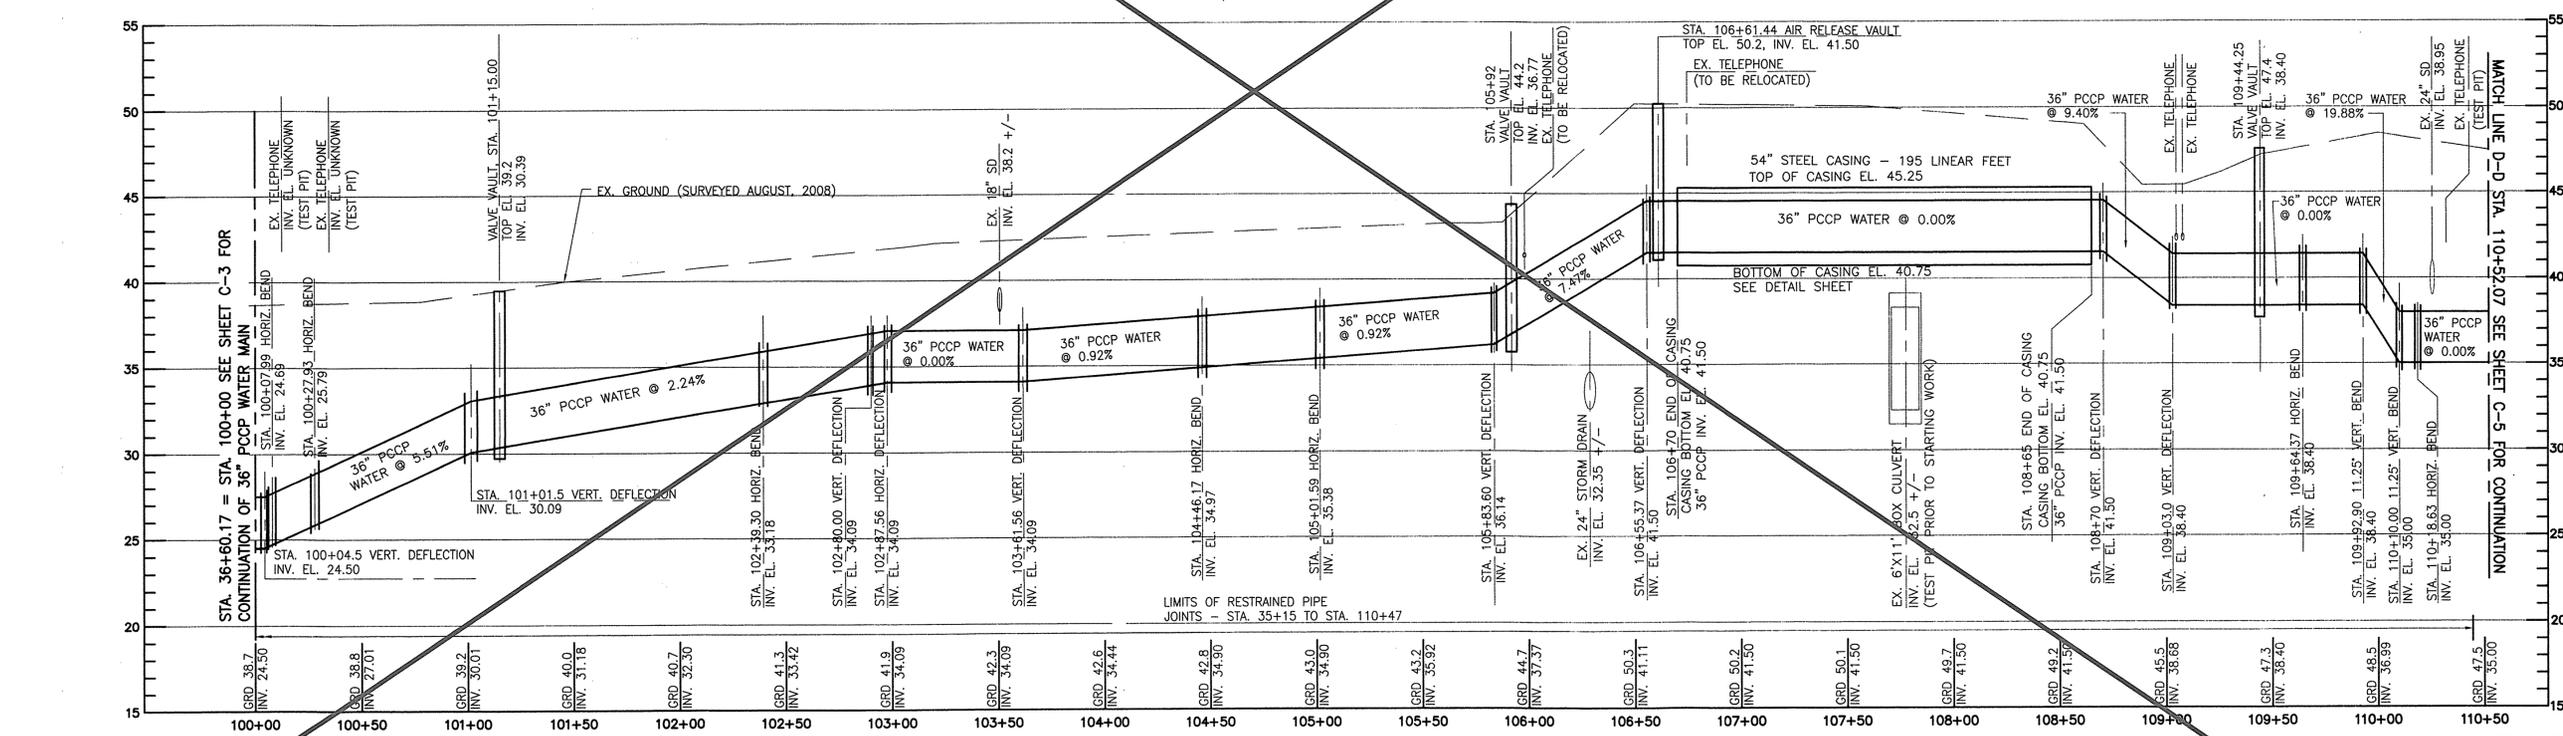 55
50
45
40
35
30
25
20
15
STA. 36+60.17 = STA. 100+00 SEE SHEET C-3 FOR
CONTINUATION OF 36" PCCP WATER MAIN
EX. TELEPHONE
INV. EL. UNKNOWN
(TEST PIT)
EX. TELEPHONE
INV. EL. UNKNOWN
(TEST PIT)
STA. 100+07.99 HORIZ. BEND
INV. EL. 24.69
STA. 100+27.93 HORIZ. BEND
INV. EL. 25.79
36" PCCP
WATER @ 5.51%
STA. 100+04.5 VERT. DEFLECTION
INV. EL. 24.50
VALVE VAULT, STA. 101+15.00
TOP EL. 39.2
INV. EL. 30.39
STA. 101+01.5 VERT. DEFLECTION
INV. EL. 30.09
EX. GROUND (SURVEYED AUGUST, 2008)
36" PCCP WATER @ 2.24%
STA. 102+39.30 HORIZ. BEND
INV. EL. 33.18
STA. 102+80.00 VERT. DEFLECTION
INV. EL. 34.09
STA. 102+87.56 HORIZ. DEFLECTION
INV. EL. 34.09
EX. 18" SD
INV. EL. 38.2 +/-
36" PCCP WATER
@ 0.00%
STA. 103+61.56 VERT. DEFLECTION
INV. EL. 34.09
36" PCCP WATER
@ 0.92%
STA. 104+46.17 HORIZ. BEND
INV. EL. 34.97
STA. 105+01.59 HORIZ. BEND
INV. EL. 35.38
36" PCCP WATER
@ 0.92%
STA. 105+83.60 VERT. DEFLECTION
INV. EL. 36.14
STA. 105+92
VALVE VAULT
TOP EL. 44.2
INV. EL. 36.77
EX. TELEPHONE
(TO BE RELOCATED)
36" PCCP WATER
@ 7.47%
EX. 24" STORM DRAIN
INV. EL. 32.35 +/-
STA. 106+55.37 VERT. DEFLECTION
INV. EL. 41.50
STA. 106+61.44 AIR RELEASE VAULT
TOP EL. 50.2, INV. EL. 41.50
EX. TELEPHONE
(TO BE RELOCATED)
STA. 106+70 END OF CASING
CASING BOTTOM EL. 40.75
36" PCCP INV. EL. 41.50
54" STEEL CASING – 195 LINEAR FEET
TOP OF CASING EL. 45.25
36" PCCP WATER @ 0.00%
BOTTOM OF CASING EL. 40.75
SEE DETAIL SHEET
EX. 6'X11' BOX CULVERT
INV. EL. 32.5 +/-
(TEST PIT PRIOR TO STARTING WORK)
STA. 108+65 END OF CASING
CASING BOTTOM EL. 40.75
36" PCCP INV. EL. 41.50
STA. 108+70 VERT. DEFLECTION
INV. EL. 41.50
36" PCCP WATER
@ 9.40%
STA. 109+03.0 VERT. DEFLECTION
INV. EL. 38.40
EX. TELEPHONE
EX. TELEPHONE
STA. 109+44.25
VALVE VAULT
TOP EL. 47.4
INV. EL. 38.40
36" PCCP WATER
@ 0.00%
STA. 109+64.37 HORIZ. BEND
INV. EL. 38.40
36" PCCP WATER
@ 19.88%
STA. 109+92.90 11.25° VERT. BEND
INV. EL. 38.40
STA. 110+10.00 11.25° VERT. BEND
INV. EL. 35.00
STA. 110+18.63 HORIZ. BEND
INV. EL. 35.00
EX. 24" SD
INV. EL. 38.95
EX. TELEPHONE
(TEST PIT)
36" PCCP
WATER
@ 0.00%
MATCH LINE D-D STA. 110+52.07 SEE SHEET C-5 FOR CONTINUATION
55
50
45
40
35
30
25
20
15
LIMITS OF RESTRAINED PIPE
JOINTS – STA. 35+15 TO STA. 110+47
GRD 38.7
INV. 24.50
GRD 38.8
INV. 27.01
GRD 39.2
INV. 30.01
GRD 40.0
INV. 31.18
GRD 40.7
INV. 32.30
GRD 41.3
INV. 33.42
GRD 41.9
INV. 34.09
GRD 42.3
INV. 34.09
GRD 42.6
INV. 34.44
GRD 42.8
INV. 34.90
GRD 43.0
INV. 34.90
GRD 43.2
INV. 35.92
GRD 44.7
INV. 37.37
GRD 50.3
INV. 41.11
GRD 50.2
INV. 41.50
GRD 50.1
INV. 41.50
GRD 49.7
INV. 41.50
GRD 49.2
INV. 41.50
GRD 45.5
INV. 38.68
GRD 47.3
INV. 38.40
GRD 48.5
INV. 36.99
GRD 47.5
INV. 35.00
100+00
100+50
101+00
101+50
102+00
102+50
103+00
103+50
104+00
104+50
105+00
105+50
106+00
106+50
107+00
107+50
108+00
108+50
109+00
109+50
110+00
110+50